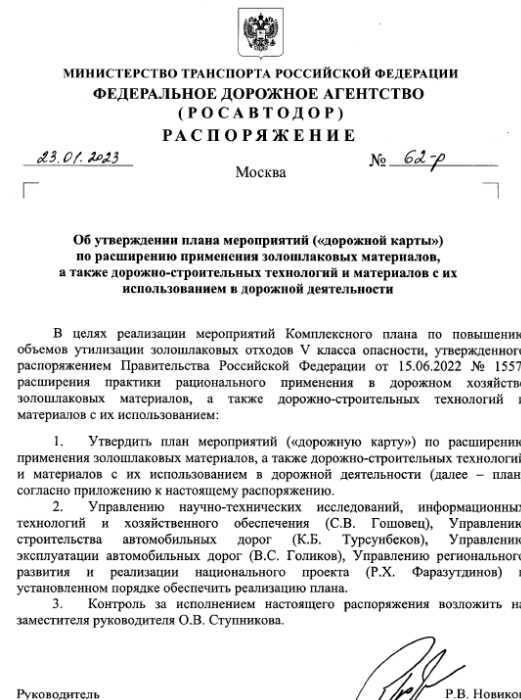 МИНИСТЕРСТВО ТРАНСПОРТА РОССИЙСКОЙ ФЕДЕРАЦИИ
ФЕДЕРАЛЬНОЕ ДОРОЖНОЕ АГЕНТСТВО
(РОСАВТОДОР)
РАСПОРЯЖЕНИЕ
23.01.2023 № 62-р
Москва
Об утверждении плана мероприятий («дорожной карты»)
по расширению применения золошлаковых материалов,
а также дорожно-строительных технологий и материалов с их
использованием в дорожной деятельности
В целях реализации мероприятий Комплексного плана по повышению
объемов утилизации золошлаковых отходов V класса опасности, утвержденного
распоряжением Правительства Российской Федерации от 15.06.2022 № 1557
расширения практики рационального применения в дорожном хозяйстве
золошлаковых материалов, а также дорожно-строительных технологий и
материалов с их использованием:
1. Утвердить план мероприятий («дорожную карту») по расширению
применения золошлаковых материалов, а также дорожно-строительных технологий
и материалов с их использованием в дорожной деятельности (далее – план
согласно приложению к настоящему распоряжению.
2. Управлению научно-технических исследований, информационных
технологий и хозяйственного обеспечения (С.В. Гошовец), Управлению
строительства автомобильных дорог (К.Б. Турсунбеков), Управлению
эксплуатации автомобильных дорог (В.С. Голиков), Управлению регионального
развития и реализации национального проекта (Р.Х. Фаразутдинов)
установленном порядке обеспечить реализацию плана.
3. Контроль за исполнением настоящего распоряжения возложить на
заместителя руководителя О.В. Ступникова.
Руководитель Р.В. Новиков